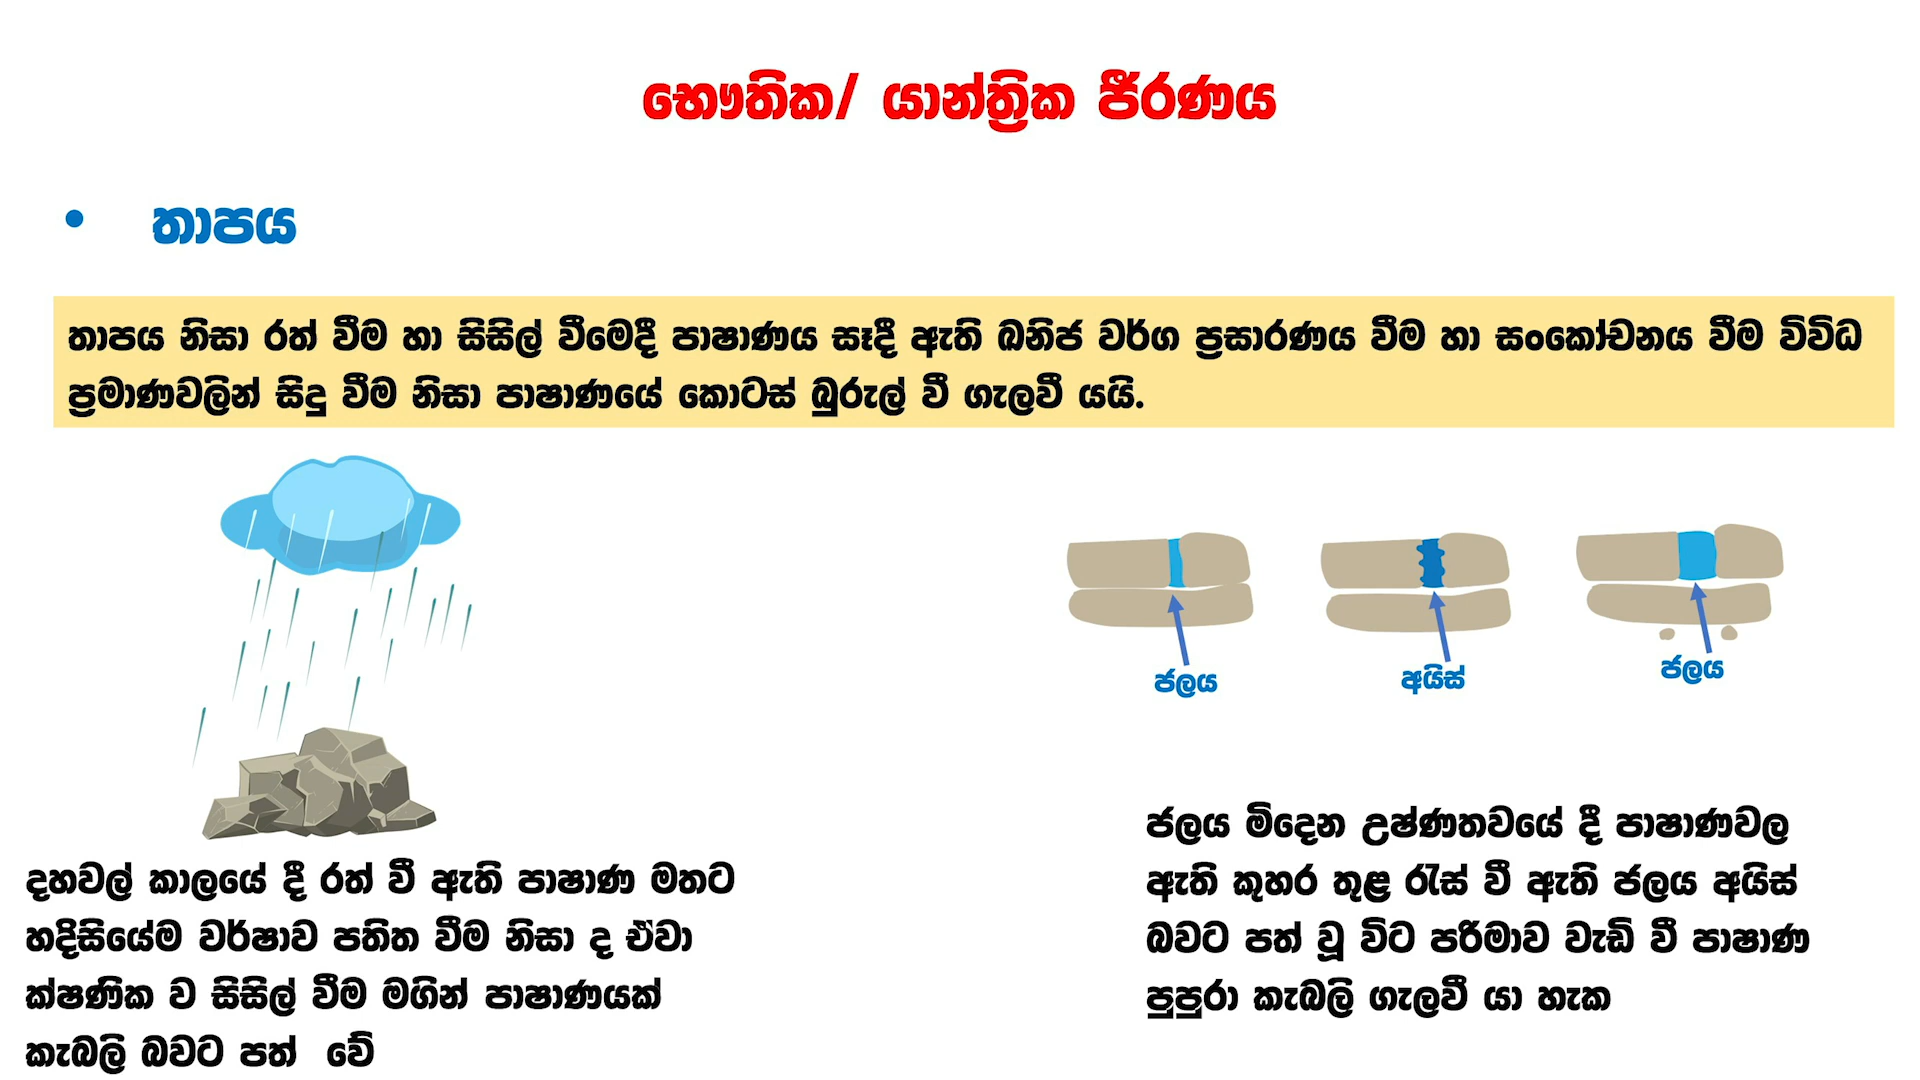 භෞතික/ යාන්ත්‍රික ජීරණය
• තාපය
තාපය නිසා රත් වීම හා සිසිල් වීමෙදී පාෂාණය සෑදී ඇති ඛනිජ වර්ග ප්‍රසාරණය වීම හා සංකෝචනය වීම විවිධ
ප්‍රමාණවලින් සිදු වීම නිසා පාෂාණයේ කොටස් බුරුල් වී ගැලවී යයි.
ජලය
අයිස්
ජලය
දහවල් කාලයේ දී රත් වී ඇති පාෂාණ මතට
හදිසියේම වර්ෂාව පතිත වීම නිසා ද ඒවා
ක්ෂණික ව සිසිල් වීම මගින් පාෂාණයක්
කැබලි බවට පත් වේ
ජලය මිදෙන උෂ්ණතවයේ දී පාෂාණවල
ඇති කුහර තුළ රැස් වී ඇති ජලය අයිස්
බවට පත් වූ විට පරිමාව වැඩි වී පාෂාණ
පුපුරා කැබලි ගැලවී යා හැක